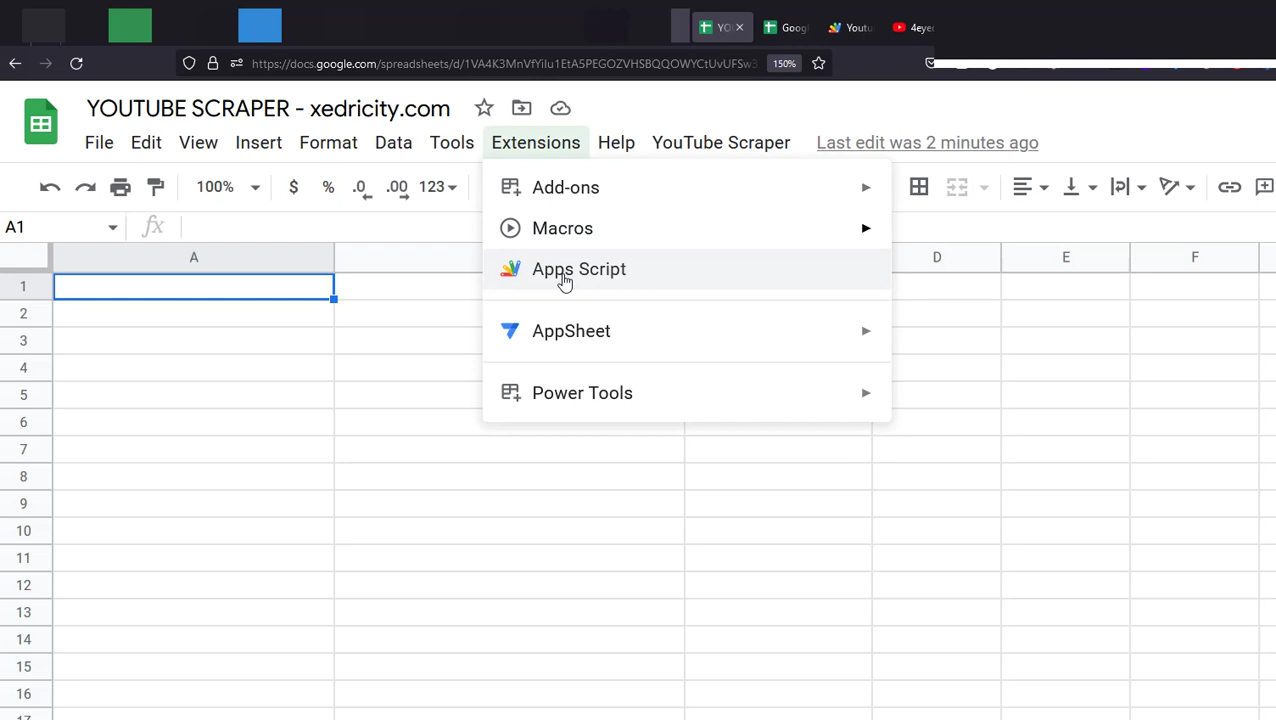 YO
Goog
Youtu
4eyec
https://docs.google.com/spreadsheets/d/1VA4K3MnVfYiIu1EtA5PEGOZVHSBQQOWYCtUvUFSw3
150%
YOUTUBE SCRAPER - xedricity.com
File Edit View Insert Format Data Tools Extensions Help YouTube Scraper Last edit was 2 minutes ago
100% $ % .0 .00 123
A1 fx
Add-ons
Macros
Apps Script
AppSheet
Power Tools
A D E F
1
2
3
4
5
6
7
8
9
10
11
12
13
14
15
16
17